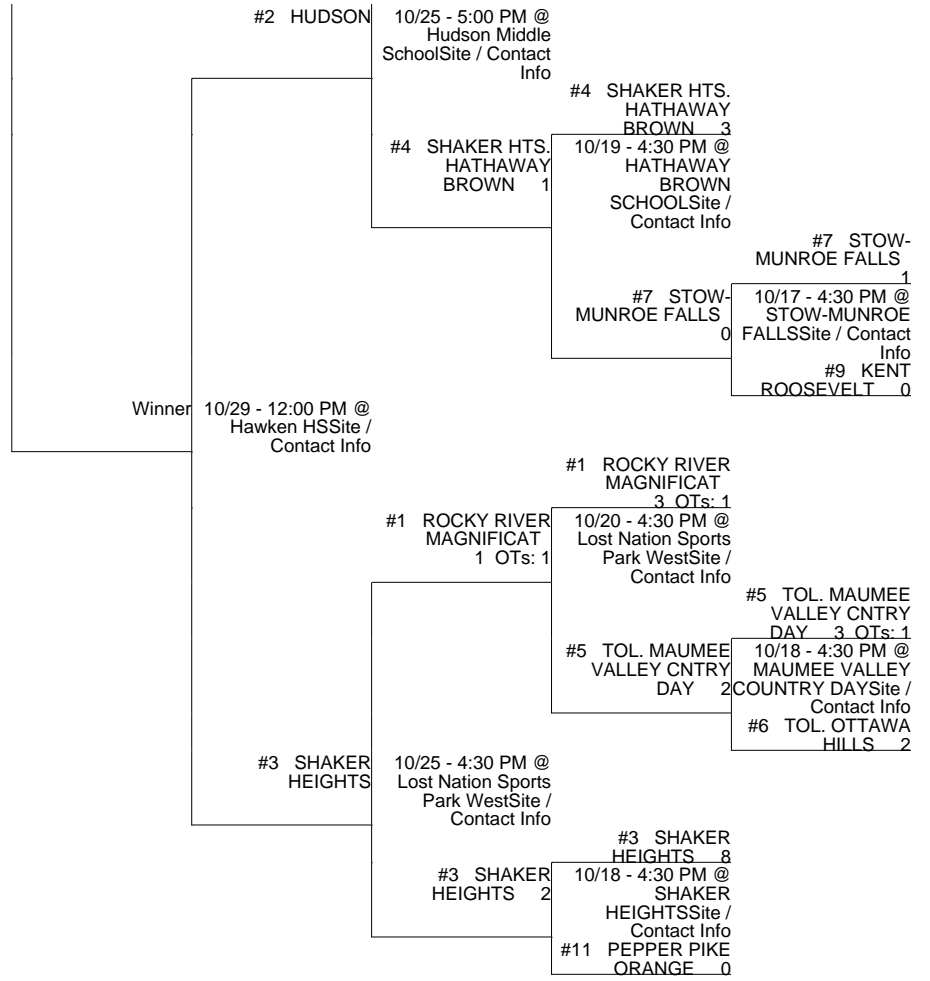 #2 HUDSON
10/25 - 5:00 PM @
Hudson Middle
SchoolSite / Contact
Info
#4 SHAKER HTS.
HATHAWAY
BROWN 3
#4 SHAKER HTS.
HATHAWAY
BROWN 1
10/19 - 4:30 PM @
HATHAWAY
BROWN
SCHOOLSite /
Contact Info
#7 STOW-
MUNROE FALLS
1
#7 STOW-
MUNROE FALLS
0
10/17 - 4:30 PM @
STOW-MUNROE
FALLSSite / Contact
Info
#9 KENT
ROOSEVELT 0
Winner
10/29 - 12:00 PM @
Hawken HSSite /
Contact Info
#1 ROCKY RIVER
MAGNIFICAT
3 OTs: 1
#1 ROCKY RIVER
MAGNIFICAT
1 OTs: 1
10/20 - 4:30 PM @
Lost Nation Sports
Park WestSite /
Contact Info
#5 TOL. MAUMEE
VALLEY CNTRY
DAY 3 OTs: 1
#5 TOL. MAUMEE
VALLEY CNTRY
DAY 2
10/18 - 4:30 PM @
MAUMEE VALLEY
COUNTRY DAYSite /
Contact Info
#6 TOL. OTTAWA
HILLS 2
#3 SHAKER
HEIGHTS
10/25 - 4:30 PM @
Lost Nation Sports
Park WestSite /
Contact Info
#3 SHAKER
HEIGHTS 8
#3 SHAKER
HEIGHTS 2
10/18 - 4:30 PM @
SHAKER
HEIGHTSSite /
Contact Info
#11 PEPPER PIKE
ORANGE 0